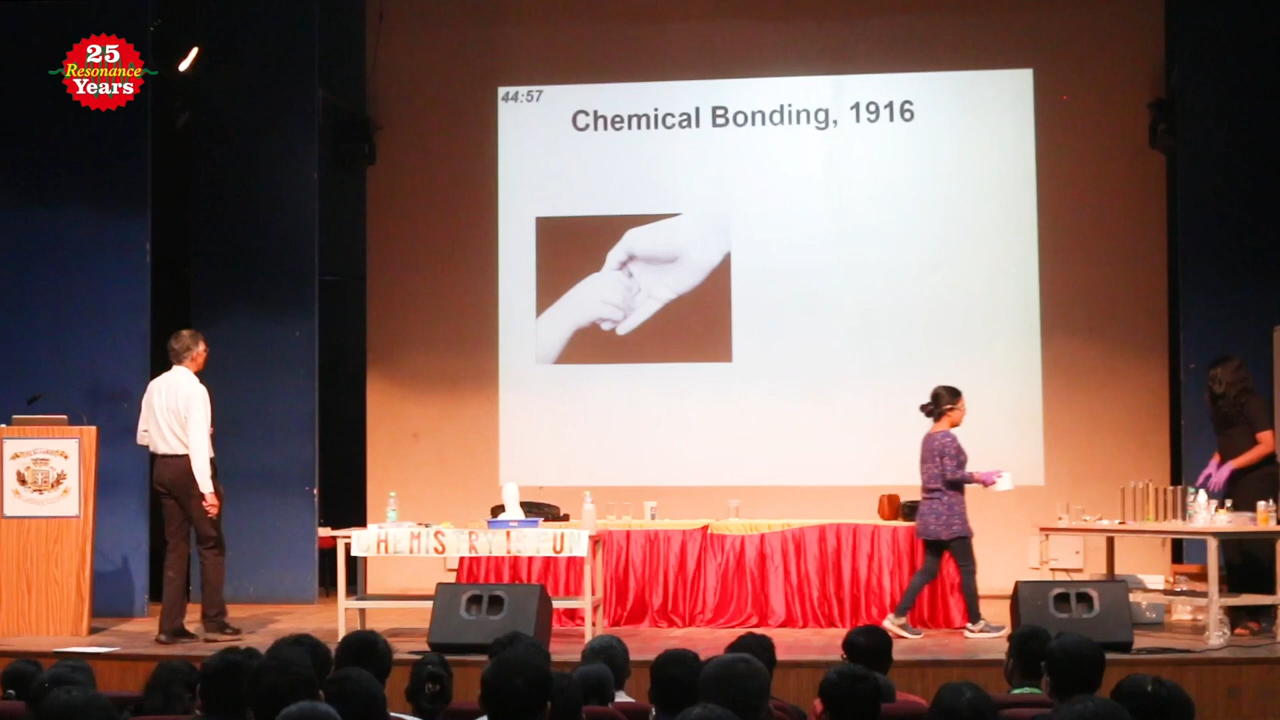 25
Resonance
Years
44:57
Chemical Bonding, 1916
CHEMISTRY IS FUN